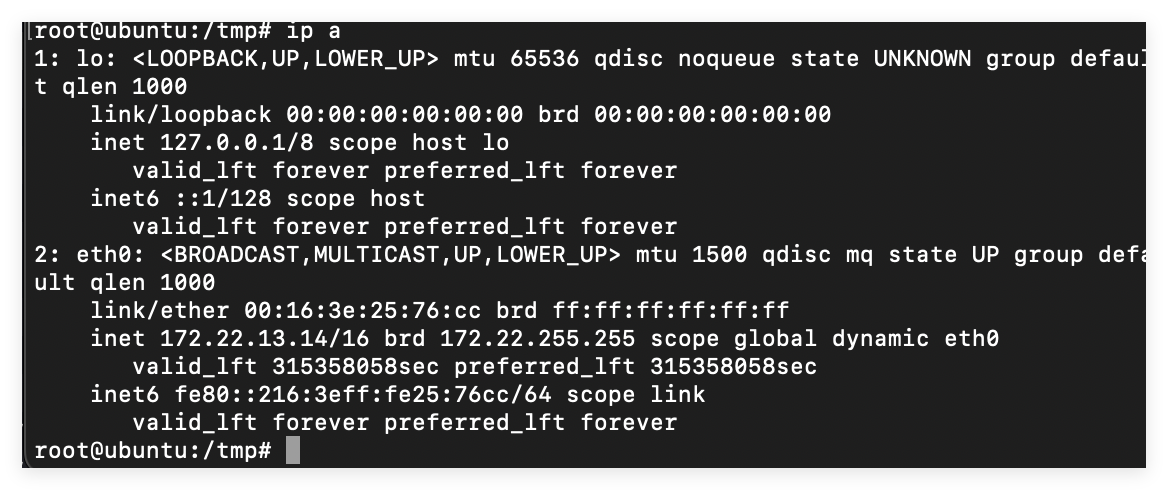 root@ubuntu:/tmp# ip a
1: lo: <LOOPBACK,UP,LOWER_UP> mtu 65536 qdisc noqueue state UNKNOWN group defaul
t qlen 1000
    link/loopback 00:00:00:00:00:00 brd 00:00:00:00:00:00
    inet 127.0.0.1/8 scope host lo
       valid_lft forever preferred_lft forever
    inet6 ::1/128 scope host
       valid_lft forever preferred_lft forever
2: eth0: <BROADCAST,MULTICAST,UP,LOWER_UP> mtu 1500 qdisc mq state UP group defa
ult qlen 1000
    link/ether 00:16:3e:25:76:cc brd ff:ff:ff:ff:ff:ff
    inet 172.22.13.14/16 brd 172.22.255.255 scope global dynamic eth0
       valid_lft 315358058sec preferred_lft 315358058sec
    inet6 fe80::216:3eff:fe25:76cc/64 scope link
       valid_lft forever preferred_lft forever
root@ubuntu:/tmp#